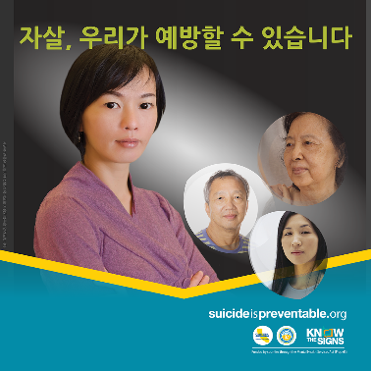 자살, 우리가 예방할 수 있습니다
suicideispreventable.org
KNOW
THE SIGNS